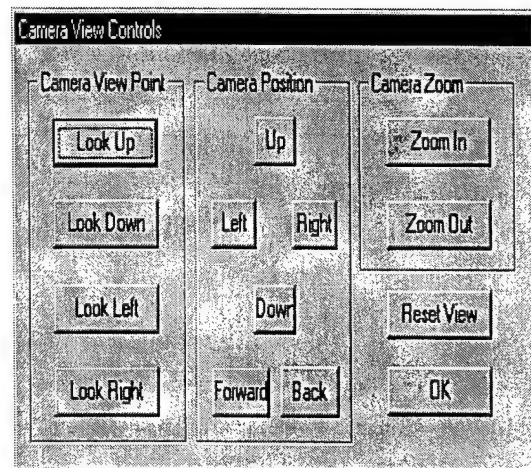 Camera View Controls
Camera View Point
Look Up
Look Down
Look Left
Look Right
Camera Position
Up
Left Right
Down
Forward Back
Camera Zoom
Zoom In
Zoom Out
Reset View
OK